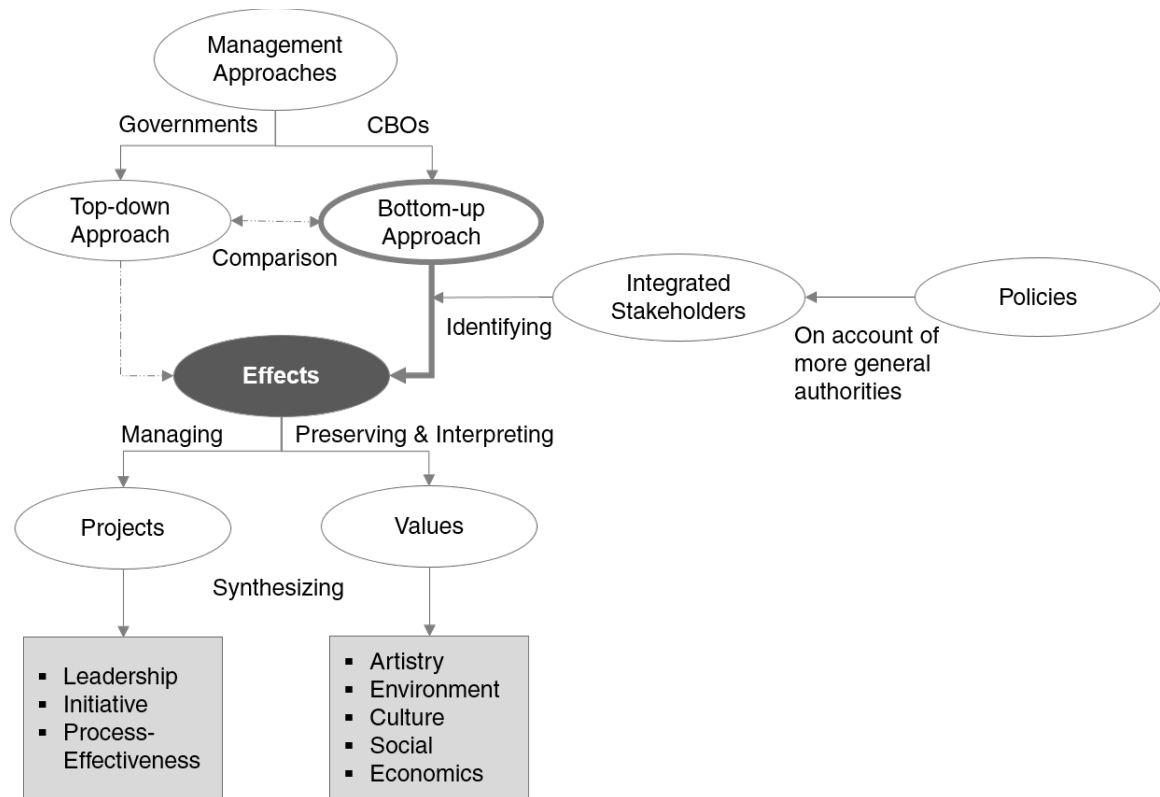 Management
Approaches
Governments
CBOs
Top-down
Approach
Bottom-up
Approach
Comparison
Integrated
Stakeholders
Policies
Identifying
On account of
more general
authorities
Effects
Managing
Preserving & Interpreting
Projects
Values
Synthesizing
▪ Leadership
▪ Initiative
▪ Process-
Effectiveness
▪ Artistry
▪ Environment
▪ Culture
▪ Social
▪ Economics